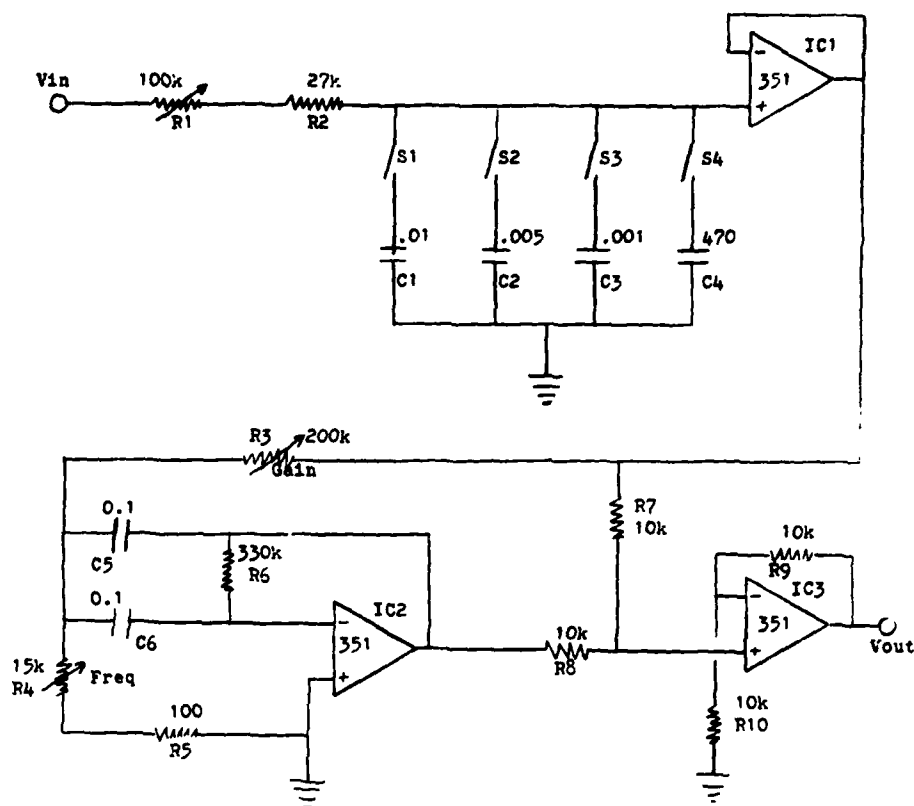 Vin
100k
R1
27k
R2
IC1
351
-
+
S1
S2
S3
S4
.01
C1
.005
C2
.001
C3
470
C4
R3
200k
Gain
0.1
C5
330k
R6
0.1
C6
IC2
351
-
+
15k
R4
Freq
100
R5
R7
10k
10k
R8
10k
R9
IC3
351
-
+
Vout
10k
R10